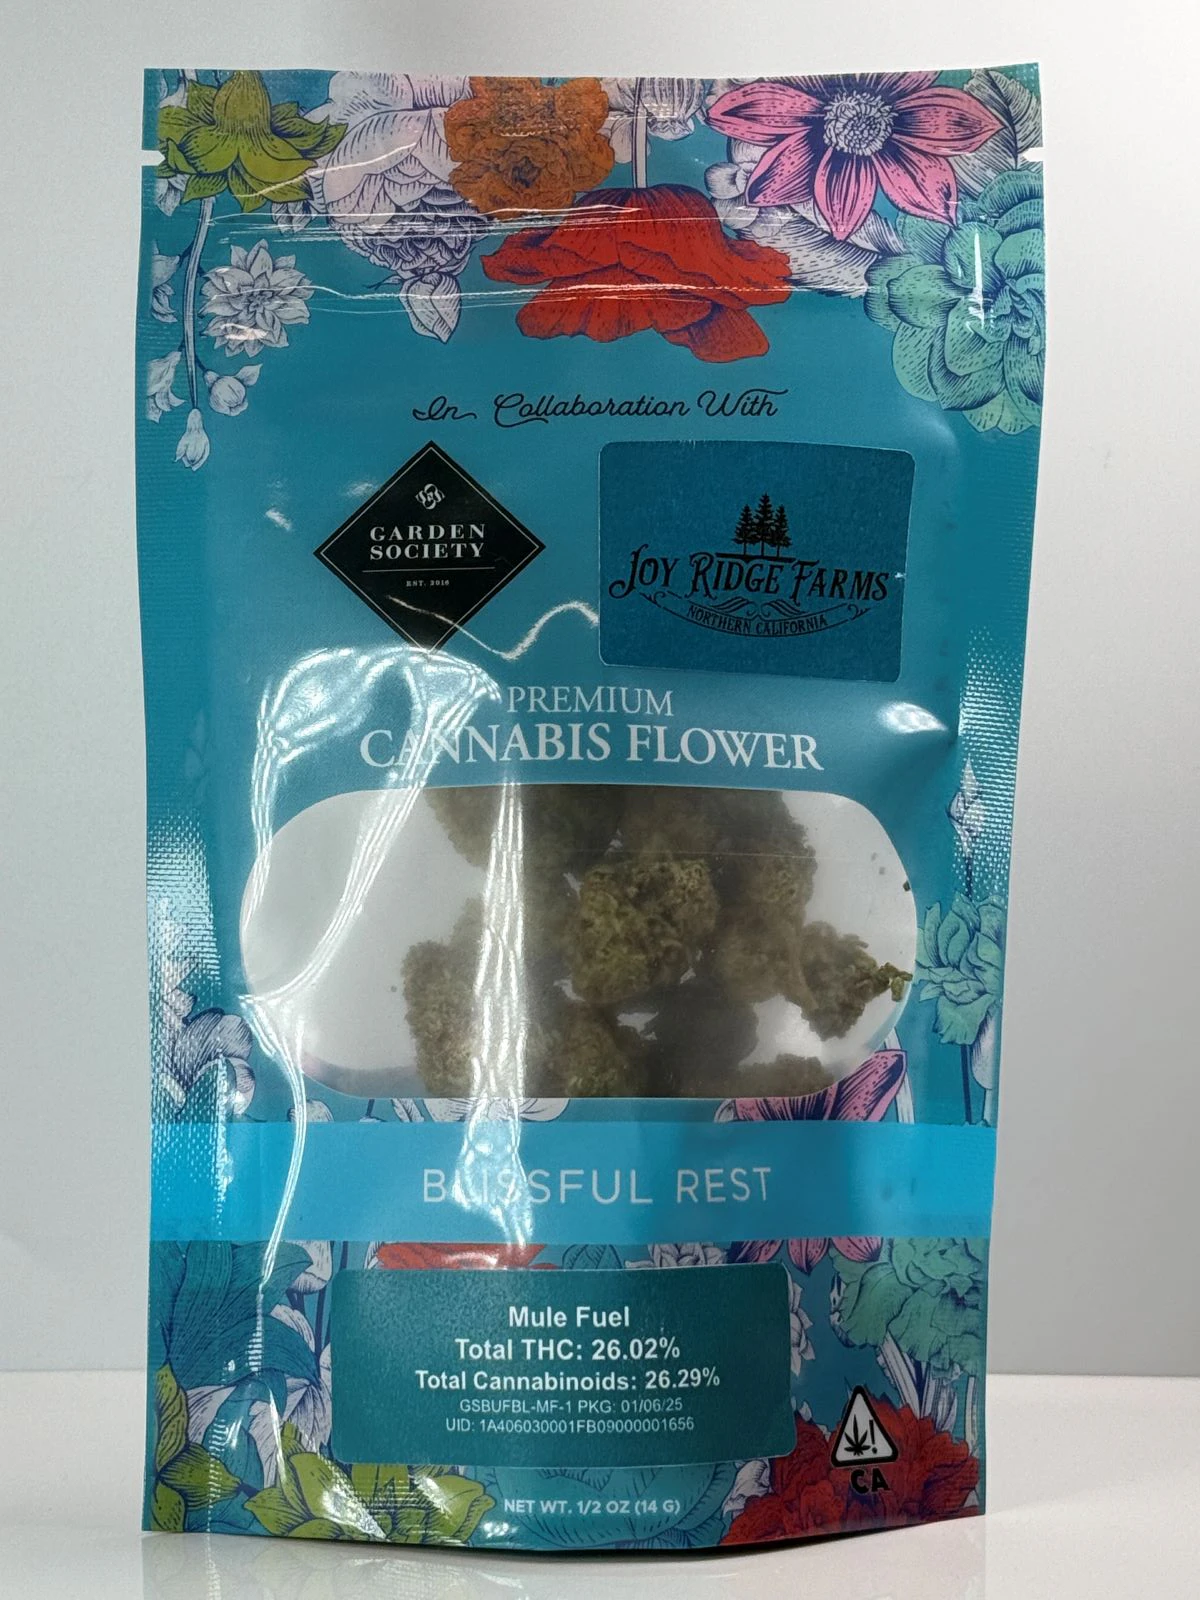 In Collaboration With
GARDEN
SOCIETY
EST. 2016
JOY RIDGE FARMS
NORTHERN CALIFORNIA
PREMIUM
CANNABIS FLOWER
BLISSFUL REST
Mule Fuel
Total THC: 26.02%
Total Cannabinoids: 26.29%
GSBUFBL-MF-1 PKG: 01/06/25
UID: 1A406030001FB09000001656
!
CA
NET WT. 1/2 OZ (14 G)